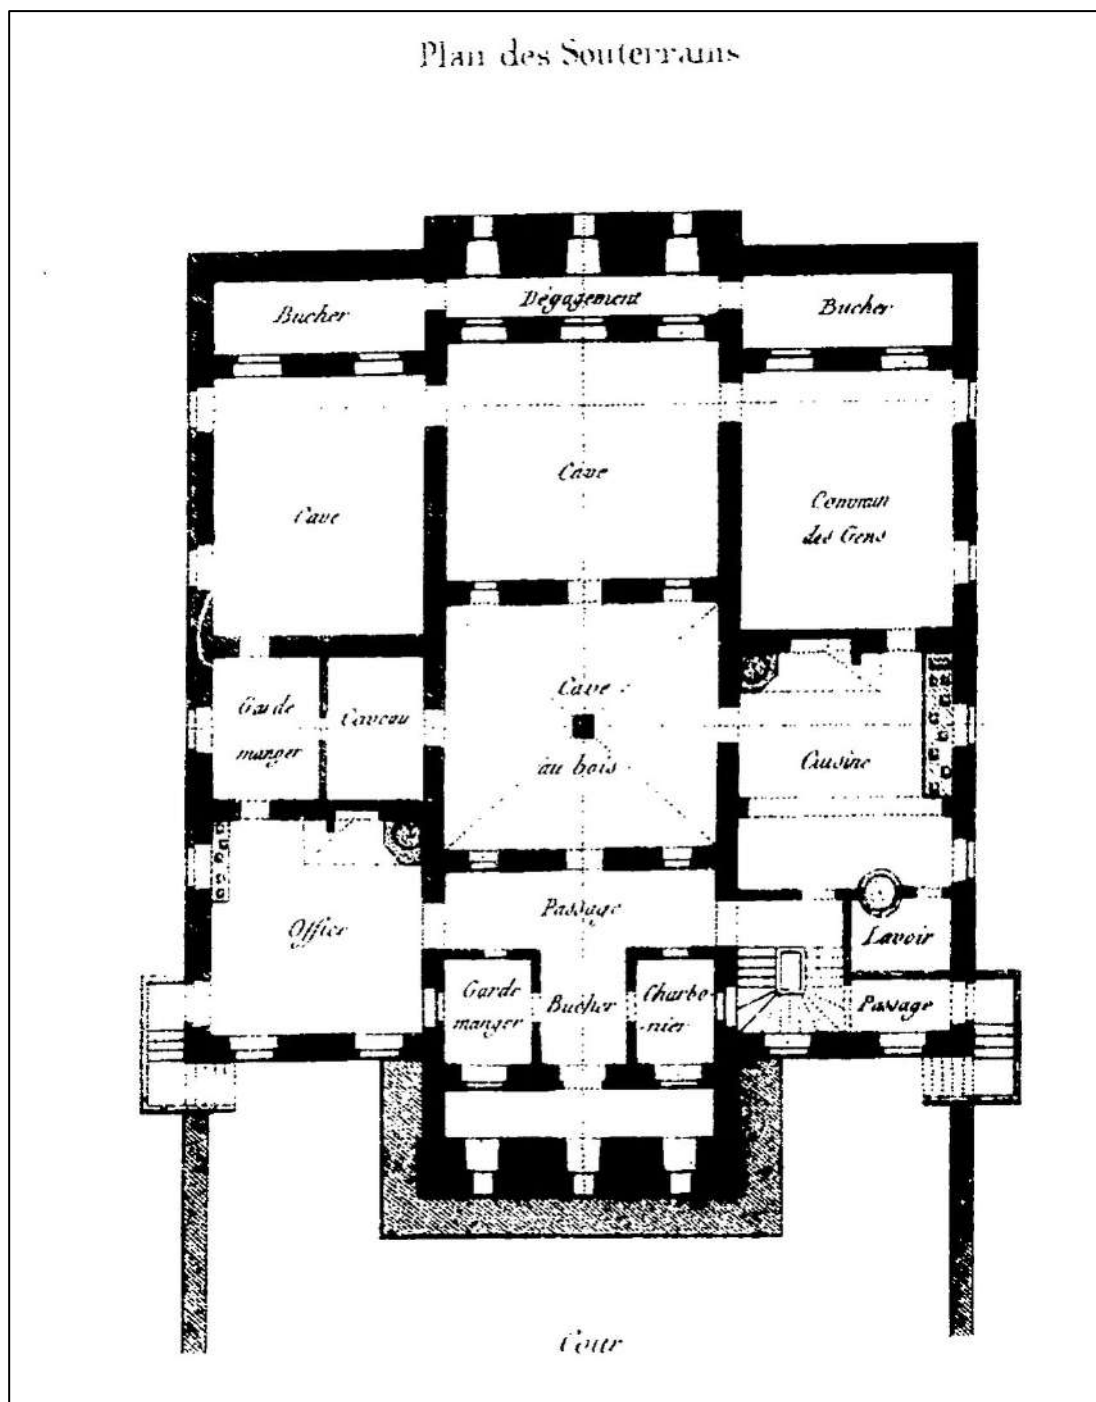 Plan des Souterrains
Bucher
Dégagement
Bucher
Cave
Cave
Commun
des Gens
Garde
manger
Caveau
Cave
au bois
Cuisine
Office
Passage
Lavoir
Garde
manger
Bucher
Charbo-
nier
Passage
Cour